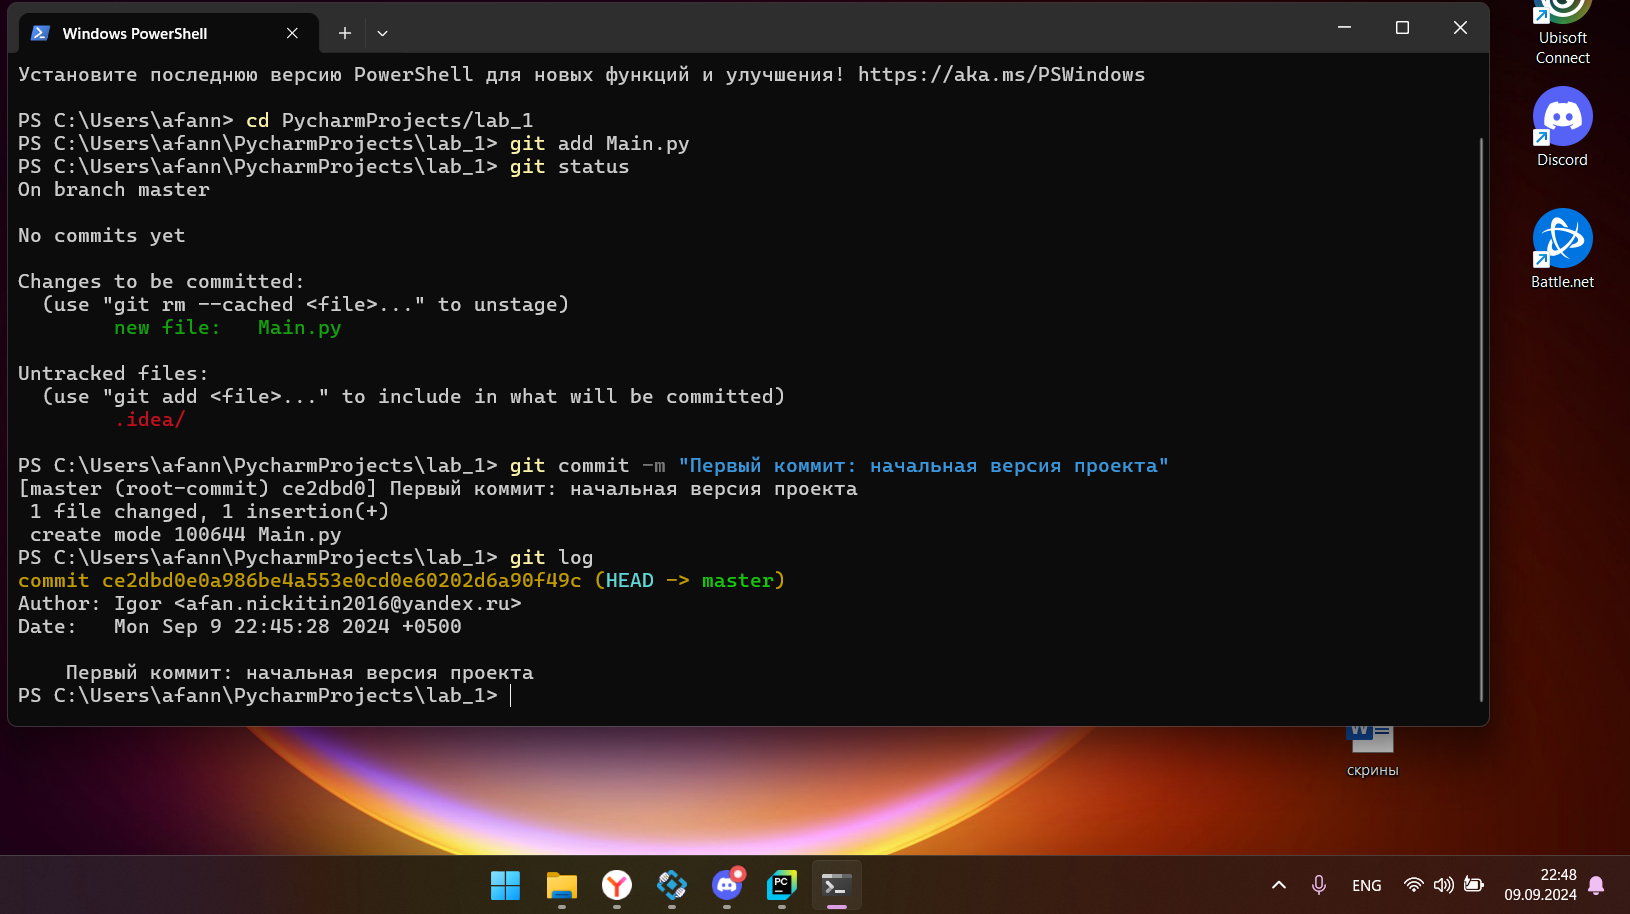 Windows PowerShell
Установите последнюю версию PowerShell для новых функций и улучшения! https://aka.ms/PSWindows
PS C:\Users\afann> cd PycharmProjects/lab_1
PS C:\Users\afann\PycharmProjects\lab_1> git add Main.py
PS C:\Users\afann\PycharmProjects\lab_1> git status
On branch master
No commits yet
Changes to be committed:
(use "git rm --cached <file>..." to unstage)
new file:   Main.py
Untracked files:
(use "git add <file>..." to include in what will be committed)
.idea/
PS C:\Users\afann\PycharmProjects\lab_1> git commit -m "Первый коммит: начальная версия проекта"
[master (root-commit) ce2dbd0] Первый коммит: начальная версия проекта
1 file changed, 1 insertion(+)
create mode 100644 Main.py
PS C:\Users\afann\PycharmProjects\lab_1> git log
commit ce2dbd0e0a986be4a553e0cd0e60202d6a90f49c (HEAD -> master)
Author: Igor <afan.nickitin2016@yandex.ru>
Date:   Mon Sep 9 22:45:28 2024 +0500
Первый коммит: начальная версия проекта
PS C:\Users\afann\PycharmProjects\lab_1>
Ubisoft
Connect
Discord
Battle.net
W
скрины
PC
ENG
22:48
09.09.2024